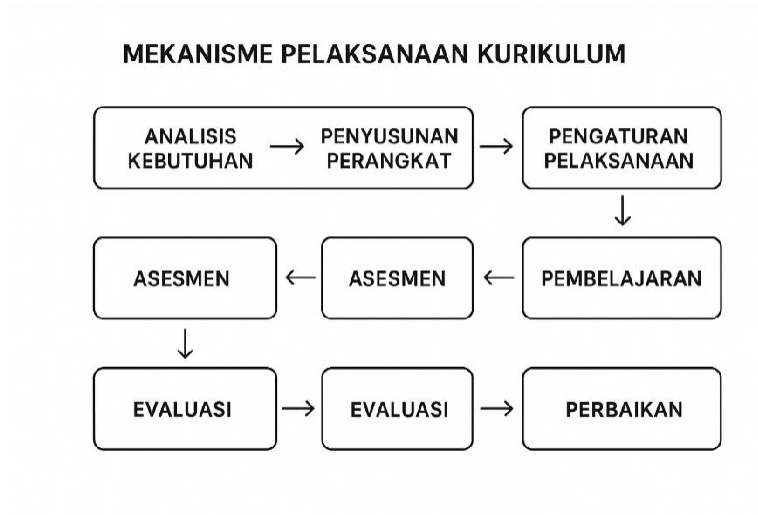 MEKANISME PELAKSANAAN KURIKULUM
ANALISIS
KEBUTUHAN
PENYUSUNAN
PERANGKAT
PENGATURAN
PELAKSANAAN
PEMBELAJARAN
ASESMEN
ASESMEN
EVALUASI
EVALUASI
PERBAIKAN